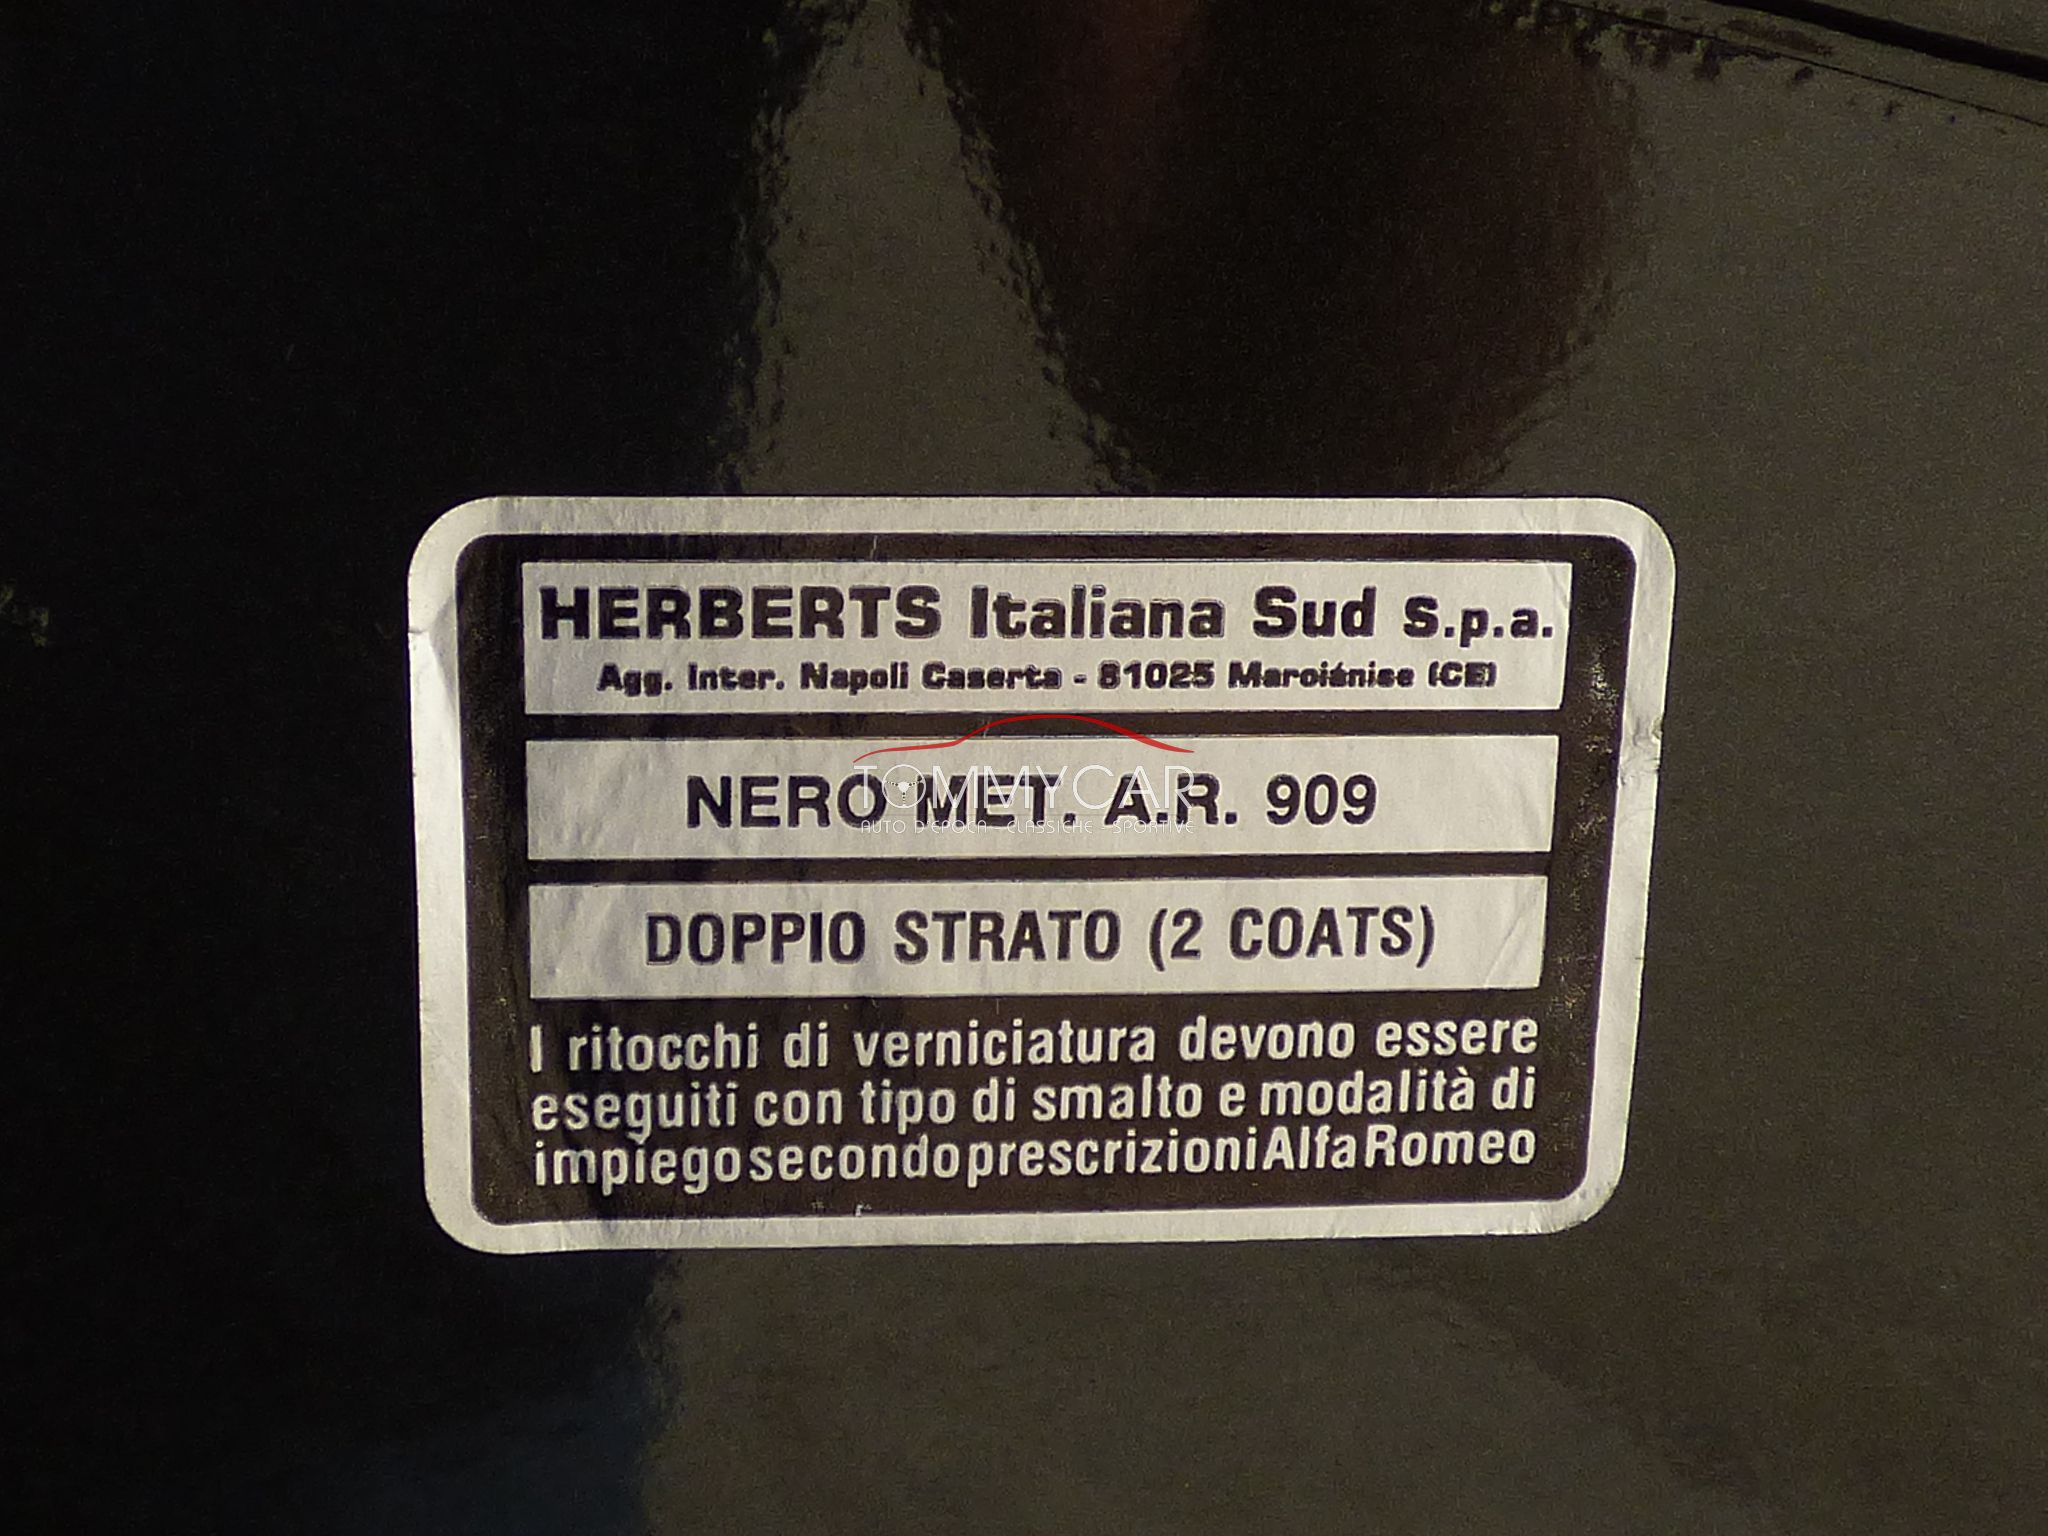 HERBERTS Italiana Sud S.p.a.
Agg. Inter. Napoli Caserta - 81025 Maroiánise (CE)
NERO MET. A.R. 909
TOMMYCAR
AUTO D'EPOCA - CLASSICHE - SPORTIVE
DOPPIO STRATO (2 COATS)
I ritocchi di verniciatura devono essere
eseguiti con tipo di smalto e modalità di
impiego secondo prescrizioni Alfa Romeo